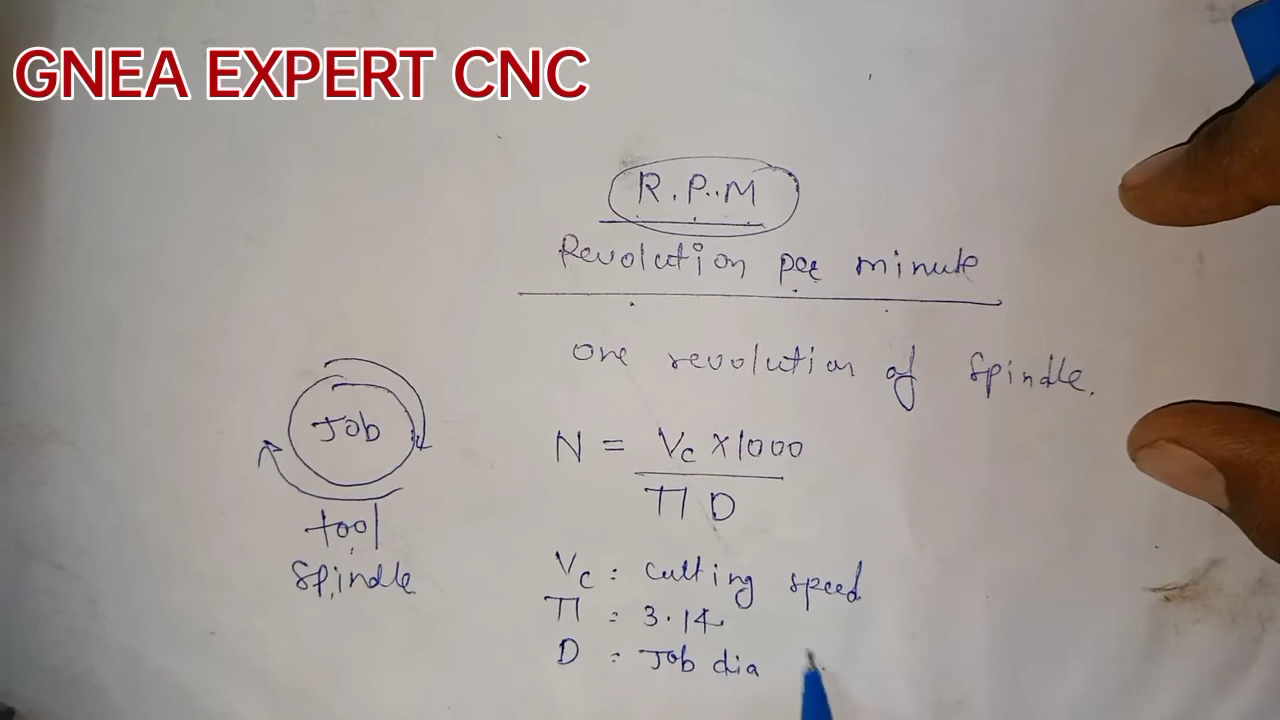 GNEA EXPERT CNC
R.P.M
Revolution per minute
one revolution of spindle.
Job
tool
spindle
N = Vc X1000
π D
Vc : cutting speed
π : 3.14
D : Job dia